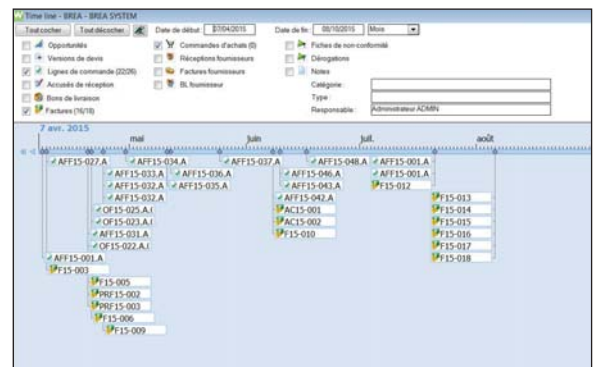 Time line - BREA - BREA SYSTEM
Tout cocher Tout décocher Date de début: 07/04/2015 Date de fin: 08/10/2015 Mois
Opportunités Commandes d'achats (0) Fiches de non-conformité
Versions de devis Réceptions fournisseurs Dérogations
Lignes de commande (22/26) Factures fournisseurs Notes
Accusés de réception BL fournisseur Catégorie:
Bons de livraison Type:
Factures (16/18) Responsable: Administrateur ADMIN
7 avr. 2015
mai juin juil. août
AFF15-027,A AFF15-034.A AFF15-037.A AFF15-048.A AFF15-001.A
AFF15-033.A AFF15-036.A AFF15-046.A AFF15-001.A
AFF15-032.A AFF15-035.A AFF15-043.A F15-012
AFF15-032.A AFF15-042.A F15-013
OF15-025.A.( AC15-001 F15-014
OF15-023.A.( AC15-002 F15-015
AFF15-031.A F15-010 F15-016
OF15-022.A.( F15-017
AFF15-001.A F15-018
F15-003
F15-005
PRF15-002
PRF15-003
F15-006
F15-009